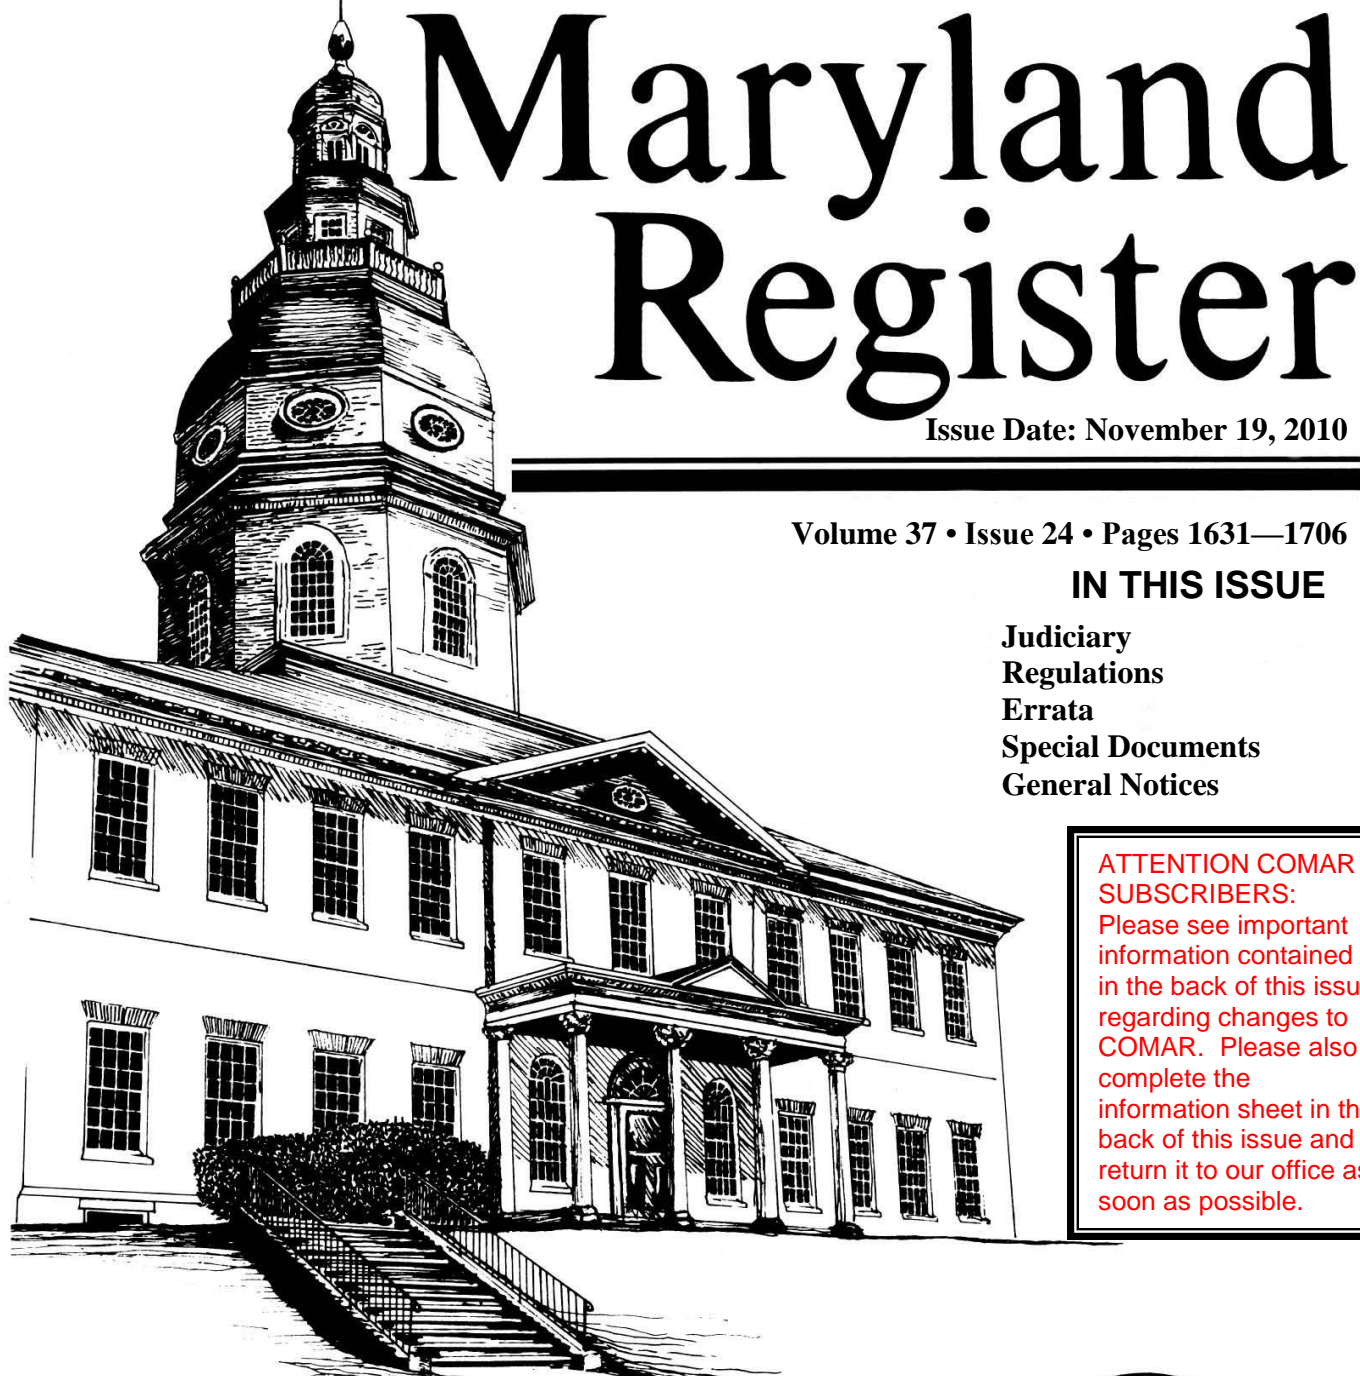 Maryland
Register
Issue Date: November 19, 2010
Volume 37 • Issue 24 • Pages 1631—1706
IN THIS ISSUE
Judiciary
Regulations
Errata
Special Documents
General Notices
ATTENTION COMAR
SUBSCRIBERS:
Please see important
information contained
in the back of this issu
regarding changes to
COMAR. Please also
complete the
information sheet in th
back of this issue and
return it to our office as
soon as possible.